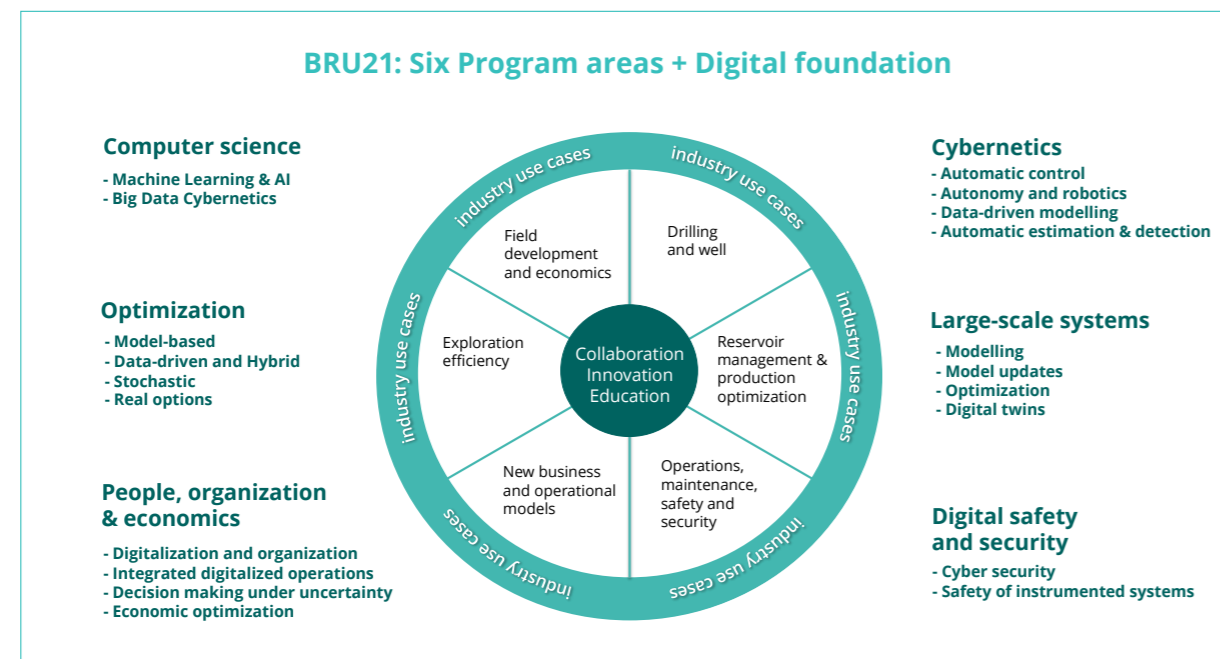 BRU21: Six Program areas + Digital foundation
Computer science
- Machine Learning & AI
- Big Data Cybernetics
Optimization
- Model-based
- Data-driven and Hybrid
- Stochastic
- Real options
People, organization
& economics
- Digitalization and organization
- Integrated digitalized operations
- Decision making under uncertainty
- Economic optimization
industry use cases
industry use cases
industry use cases
industry use cases
industry use cases
industry use cases
Field
development
and economics
Drilling
and well
Exploration
efficiency
Collaboration
Innovation
Education
Reservoir
management &
production
optimization
New business
and operational
models
Operations,
maintenance,
safety and
security
Cybernetics
- Automatic control
- Autonomy and robotics
- Data-driven modelling
- Automatic estimation & detection
Large-scale systems
- Modelling
- Model updates
- Optimization
- Digital twins
Digital safety
and security
- Cyber security
- Safety of instrumented systems